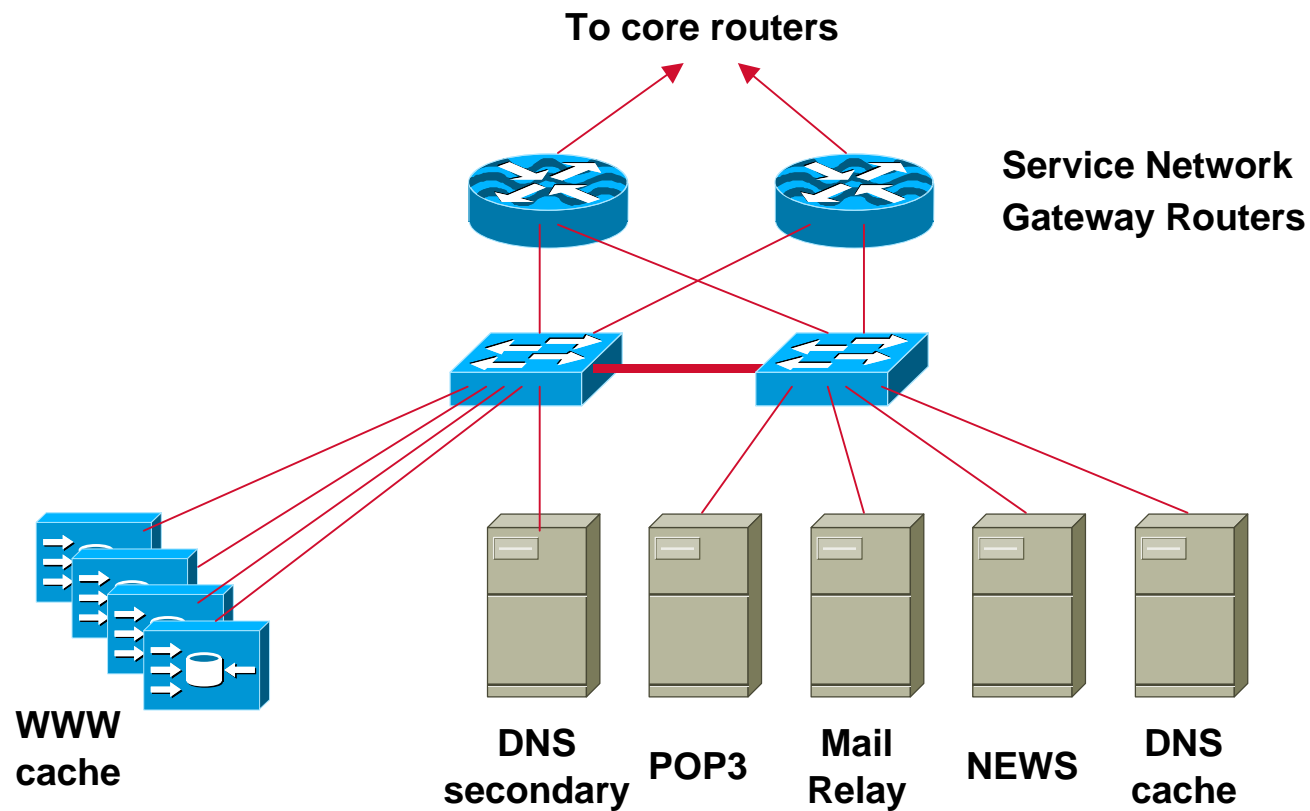 To core routers
Service Network
Gateway Routers
WWW
cache
DNS
secondary
POP3
Mail
Relay
NEWS
DNS
cache